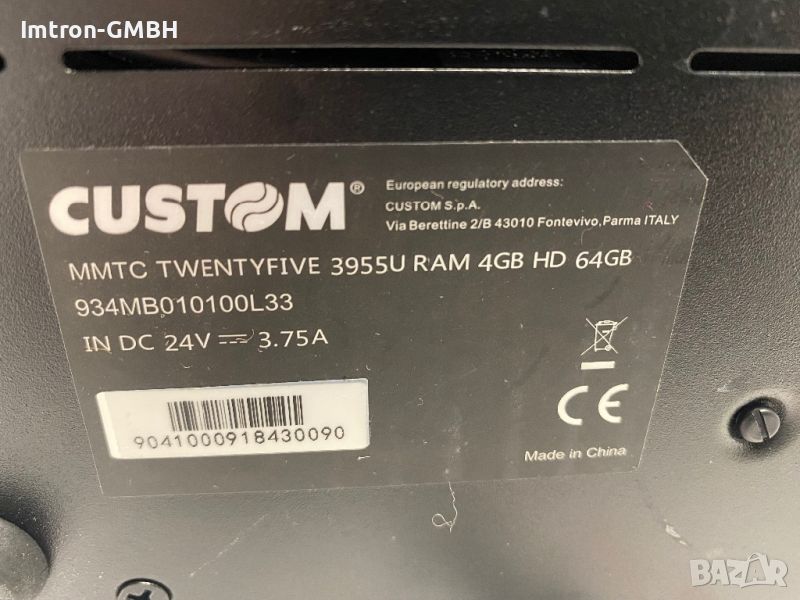 Imtron-GMBH
CUSTOM®
European regulatory address:
CUSTOM S.p.A.
Via Berettine 2/B 43010 Fontevivo,Parma ITALY
MMTC TWENTYFIVE 3955U RAM 4GB HD 64GB
934MB010100L33
IN DC 24V ⎓ 3.75A
CE
9041000918430090
Made in China
BAZAR